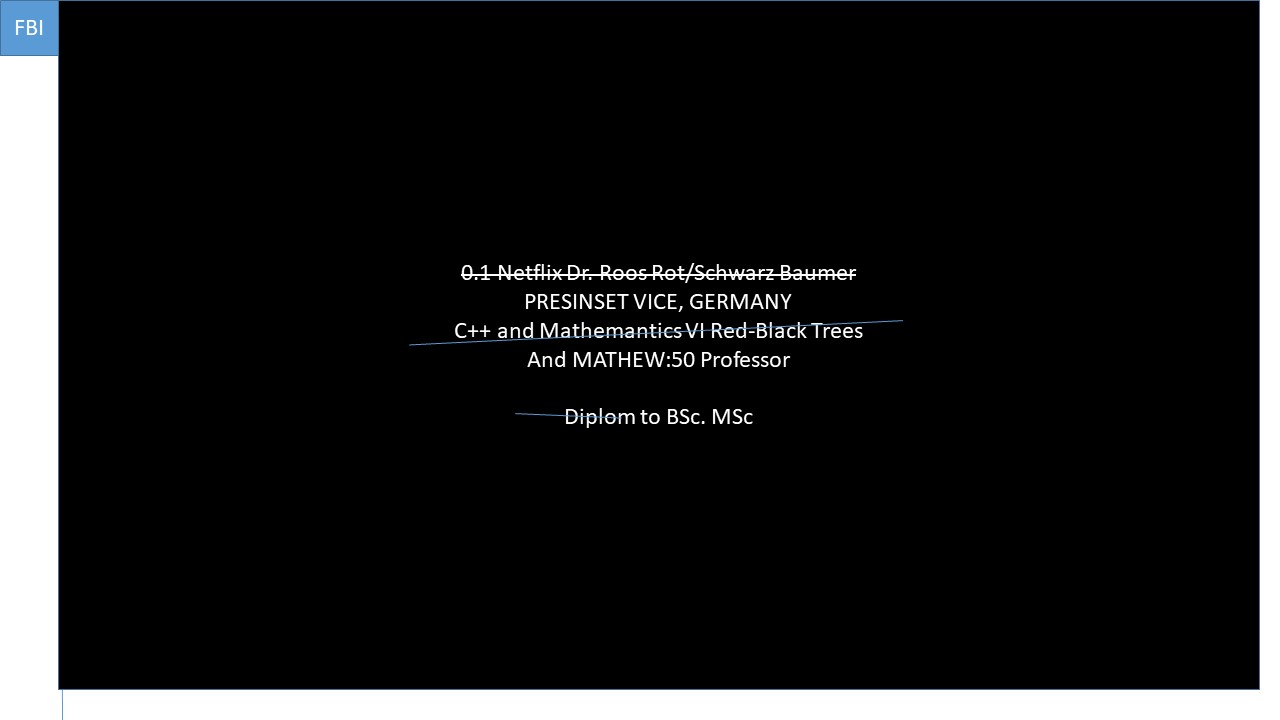 FBI
0.1 Netflix Dr. Roos Rot/Schwarz Baumer
PRESINSET VICE, GERMANY
C++ and Mathemantics VI Red-Black Trees
And MATHEW:50 Professor
Diplom to BSc. MSc